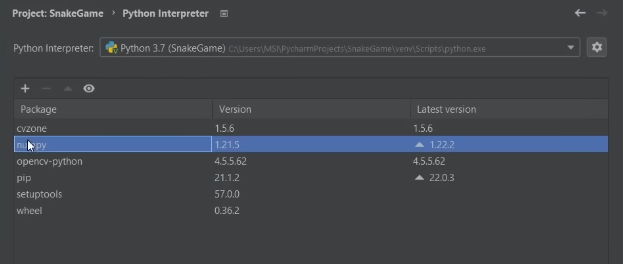 Project: SnakeGame › Python Interpreter
Python Interpreter: Python 3.7 (SnakeGame) C:\Users\MSI\PycharmProjects\SnakeGame\venv\Scripts\python.exe
Package Version Latest version
cvzone 1.5.6 1.5.6
numpy 1.21.5 1.22.2
opencv-python 4.5.5.62 4.5.5.62
pip 21.1.2 22.0.3
setuptools 57.0.0
wheel 0.36.2